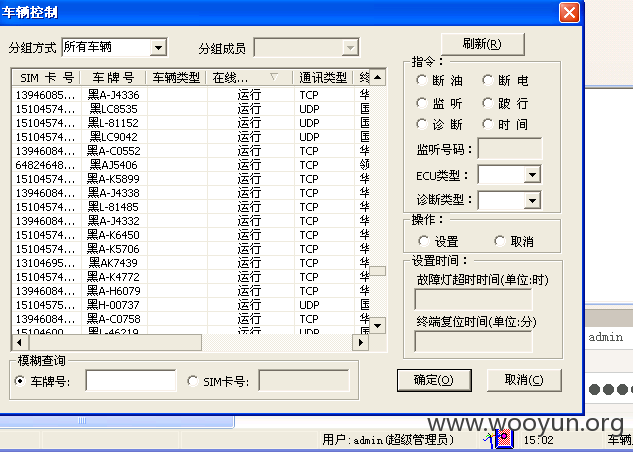 车辆控制
分组方式 所有车辆 分组成员
刷新(R)
SIM 卡 号 车 牌 号 车辆类型 在线... 通讯类型 终
13946085... 黑A-J4336 运行 TCP 华
15104574... 黑LC8535 运行 UDP 国
15104574... 黑L-81152 运行 UDP 国
15104574... 黑LC9042 运行 UDP 国
13946084... 黑A-C0552 运行 TCP 华
64824648... 黑AJ5406 运行 TCP 领
15104574... 黑A-K5899 运行 TCP 华
13946084... 黑A-J4338 运行 TCP 华
15104574... 黑L-81485 运行 UDP 国
13946084... 黑A-J4332 运行 TCP 华
15104574... 黑A-K6450 运行 TCP 华
15104574... 黑A-K5706 运行 TCP 华
13104695... 黑AK7439 运行 TCP 华
15104574... 黑A-K4772 运行 TCP 华
13946084... 黑A-H6079 运行 TCP 华
15104575... 黑H-00737 运行 UDP 国
13946084... 黑A-C0758 运行 TCP 华
15104600 黑L-46219 运行 UDP 国
指令：
断 油 断 电
监 听 跛 行
诊 断 时 间
监听号码：
ECU类型：
诊断类型：
操作：
设置 取消
设置时间：
故障灯超时时间(单位:时)
终端复位时间(单位:分)
模糊查询
车牌号: SIM卡号:
确定(O) 取消(C)
admin
●●●●
www.wooyun.org
用户:admin(超级管理员) 15:02 车辆